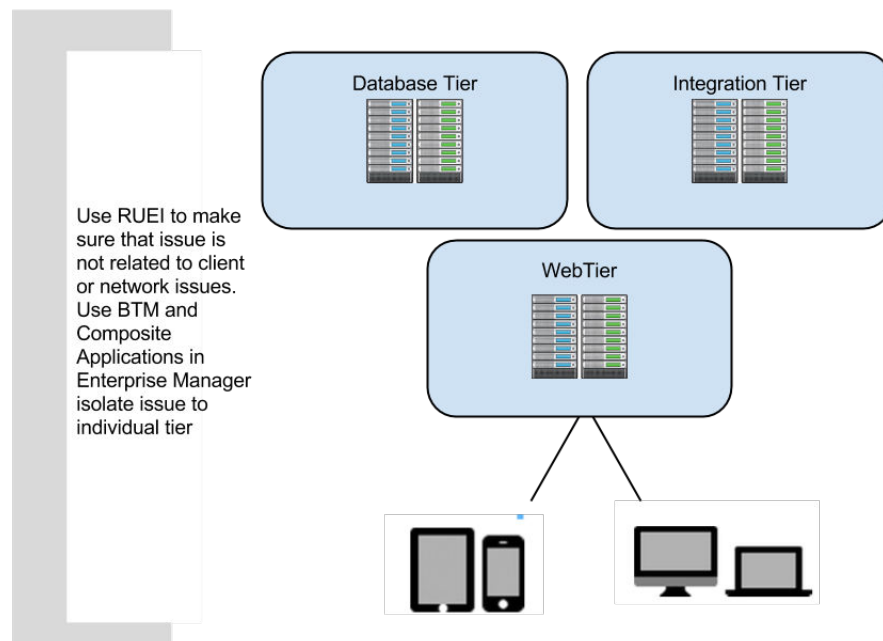 Database Tier
Integration Tier
Use RUEI to make
sure that issue is
not related to client
or network issues.
Use BTM and
Composite
Applications in
Enterprise Manager
isolate issue to
individual tier
WebTier